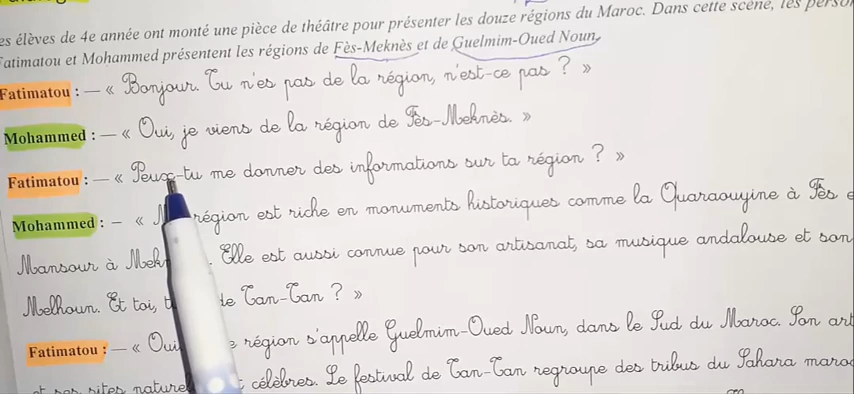 es élèves de 4e année ont monté une pièce de théâtre pour présenter les douze régions du Maroc. Dans cette scène, les
Fatimatou et Mohammed présentent les régions de Fès-Meknès et de Guelmim-Oued Noun,
Fatimatou : — « Bonjour. Tu n'es pas de la région, n'est-ce pas ? »
Mohammed : — « Oui, je viens de la région de Fès-Meknès. »
Fatimatou : — « Peux-tu me donner des informations sur ta région ? »
Mohammed : – « région est riche en monuments historiques comme la Quaraouyine à Fès
Mansour à . Elle est aussi connue pour son artisanat, sa musique andalouse et son
Melhoun. Et toi, de Tan-Tan ? »
Fatimatou : — « Oui région s'appelle Guelmim-Oued Noun, dans le Sud du Maroc. Son art
et ses sites célèbres. Le festival de Tan-Tan regroupe des tribus du Sahara